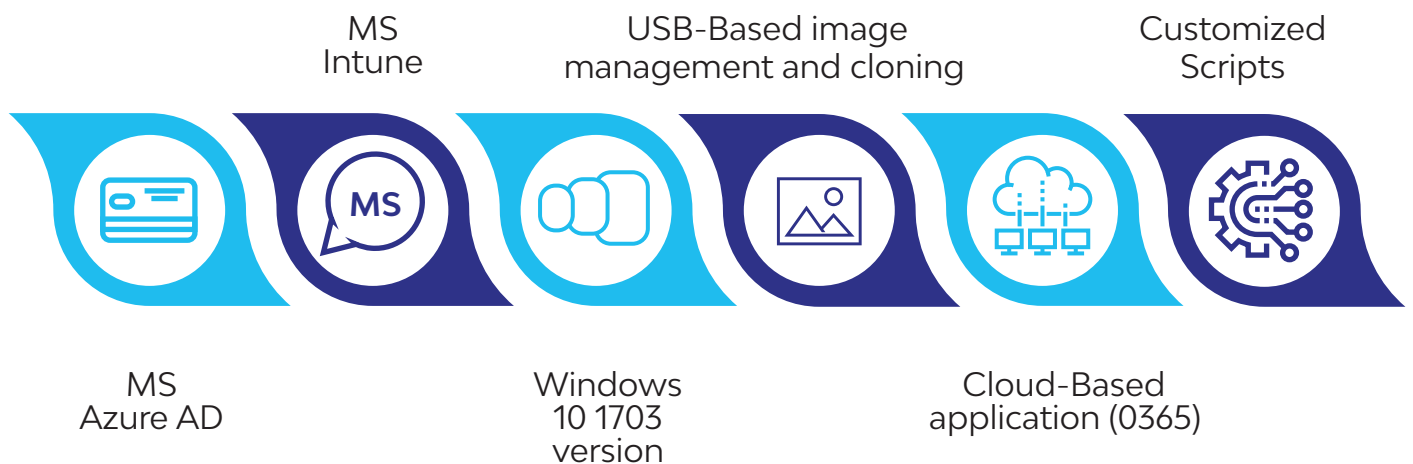 MS
Intune
USB-Based image
management and cloning
Customized
Scripts
MS
MS
Azure AD
Windows
10 1703
version
Cloud-Based
application (0365)